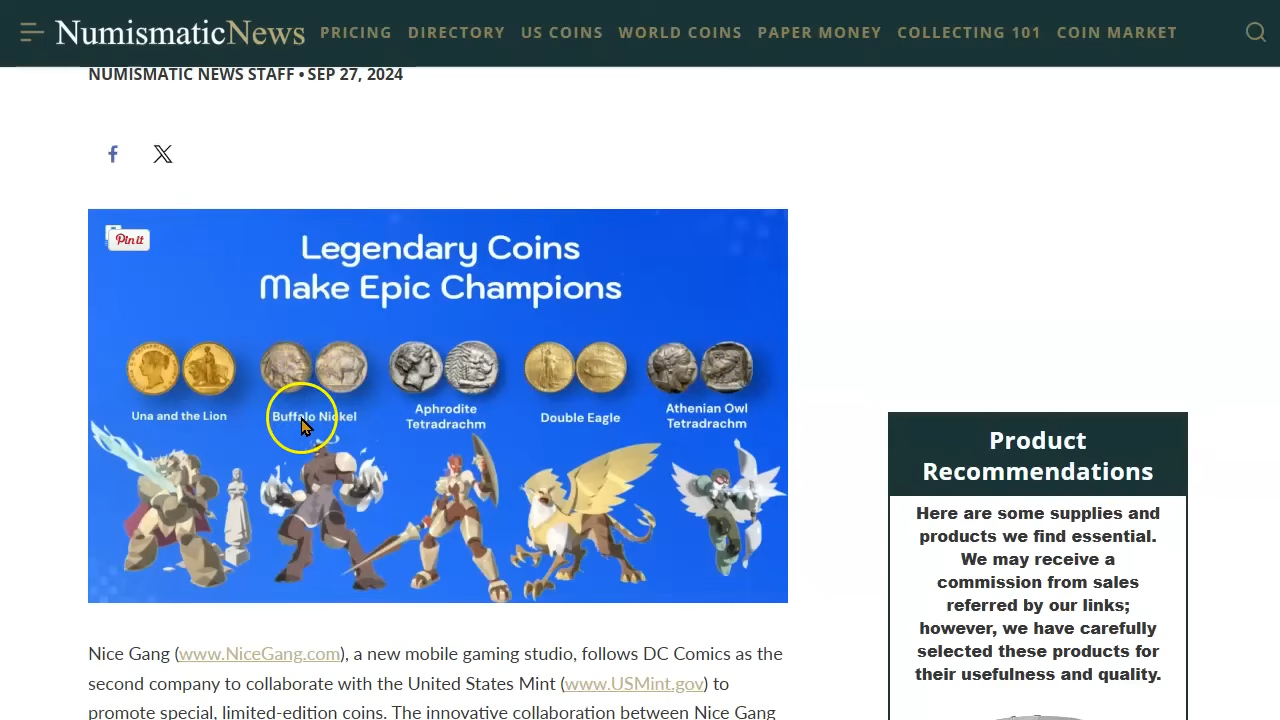 NumismaticNews PRICING DIRECTORY US COINS WORLD COINS PAPER MONEY COLLECTING 101 COIN MARKET
NUMISMATIC NEWS STAFF • SEP 27, 2024
Pin it
Legendary Coins
Make Epic Champions
Una and the Lion
Buffalo Nickel
Aphrodite
Tetradrachm
Double Eagle
Athenian Owl
Tetradrachm
Nice Gang (www.NiceGang.com), a new mobile gaming studio, follows DC Comics as the
second company to collaborate with the United States Mint (www.USMint.gov) to
promote special, limited-edition coins. The innovative collaboration between Nice Gang
Product
Recommendations
Here are some supplies and
products we find essential.
We may receive a
commission from sales
referred by our links;
however, we have carefully
selected these products for
their usefulness and quality.